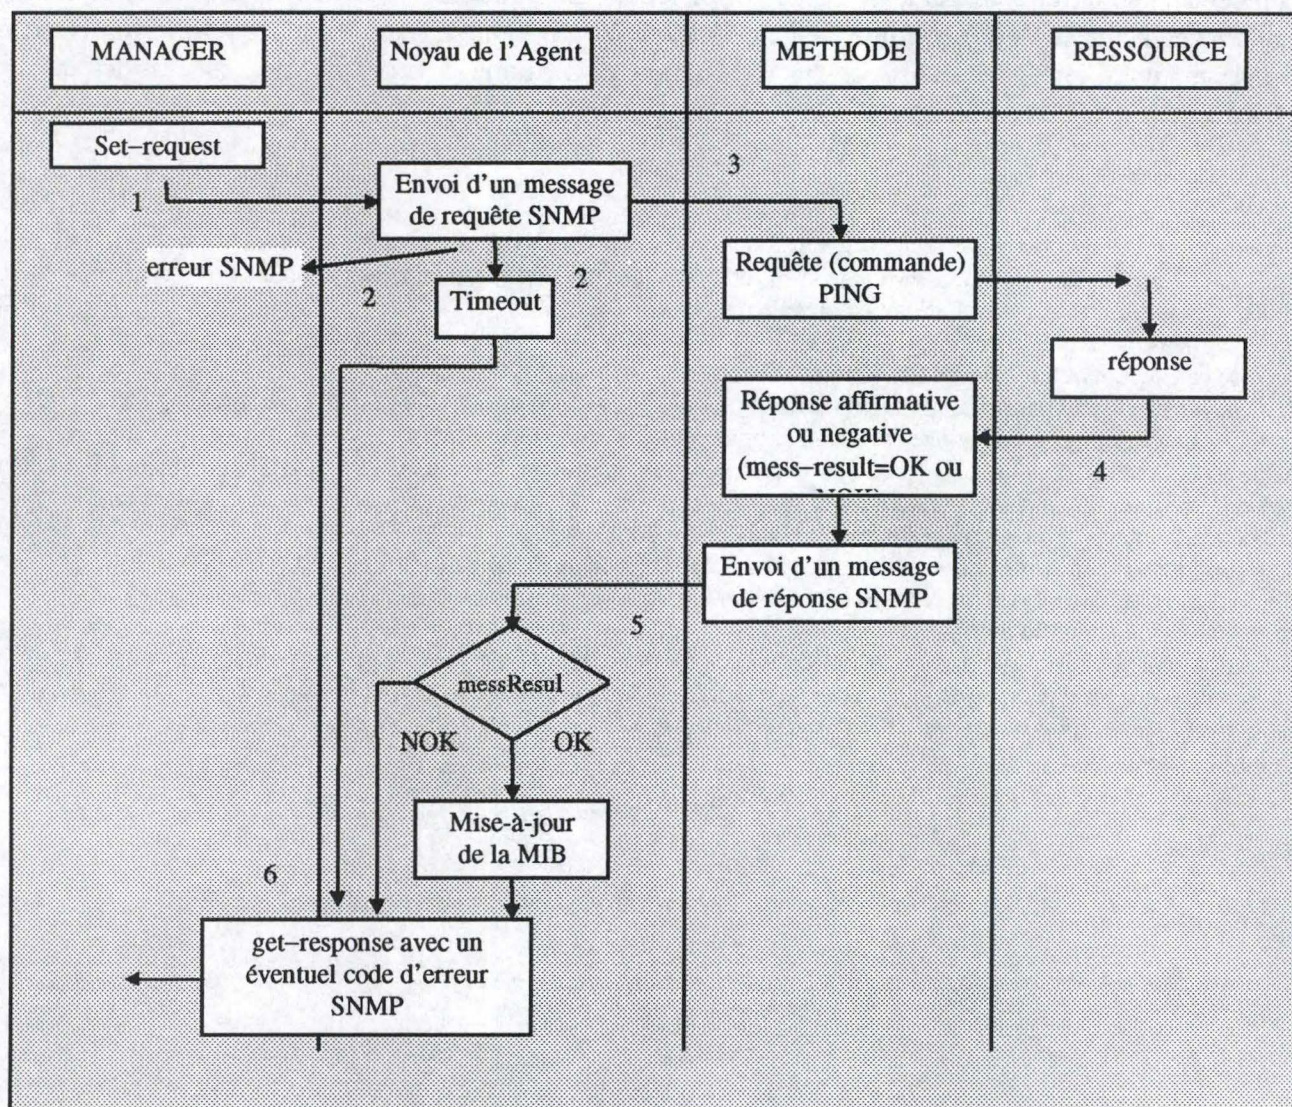 MANAGER
Noyau de l'Agent
METHODE
RESSOURCE
Set–request
1
Envoi d'un message
de requête SNMP
3
erreur SNMP
2
2
Timeout
Requête (commande)
PING
réponse
Réponse affirmative
ou negative
(mess–result=OK ou
4
Envoi d'un message
de réponse SNMP
5
messResul
NOK
OK
Mise-à-jour
de la MIB
6
get–response avec un
éventuel code d'erreur
SNMP